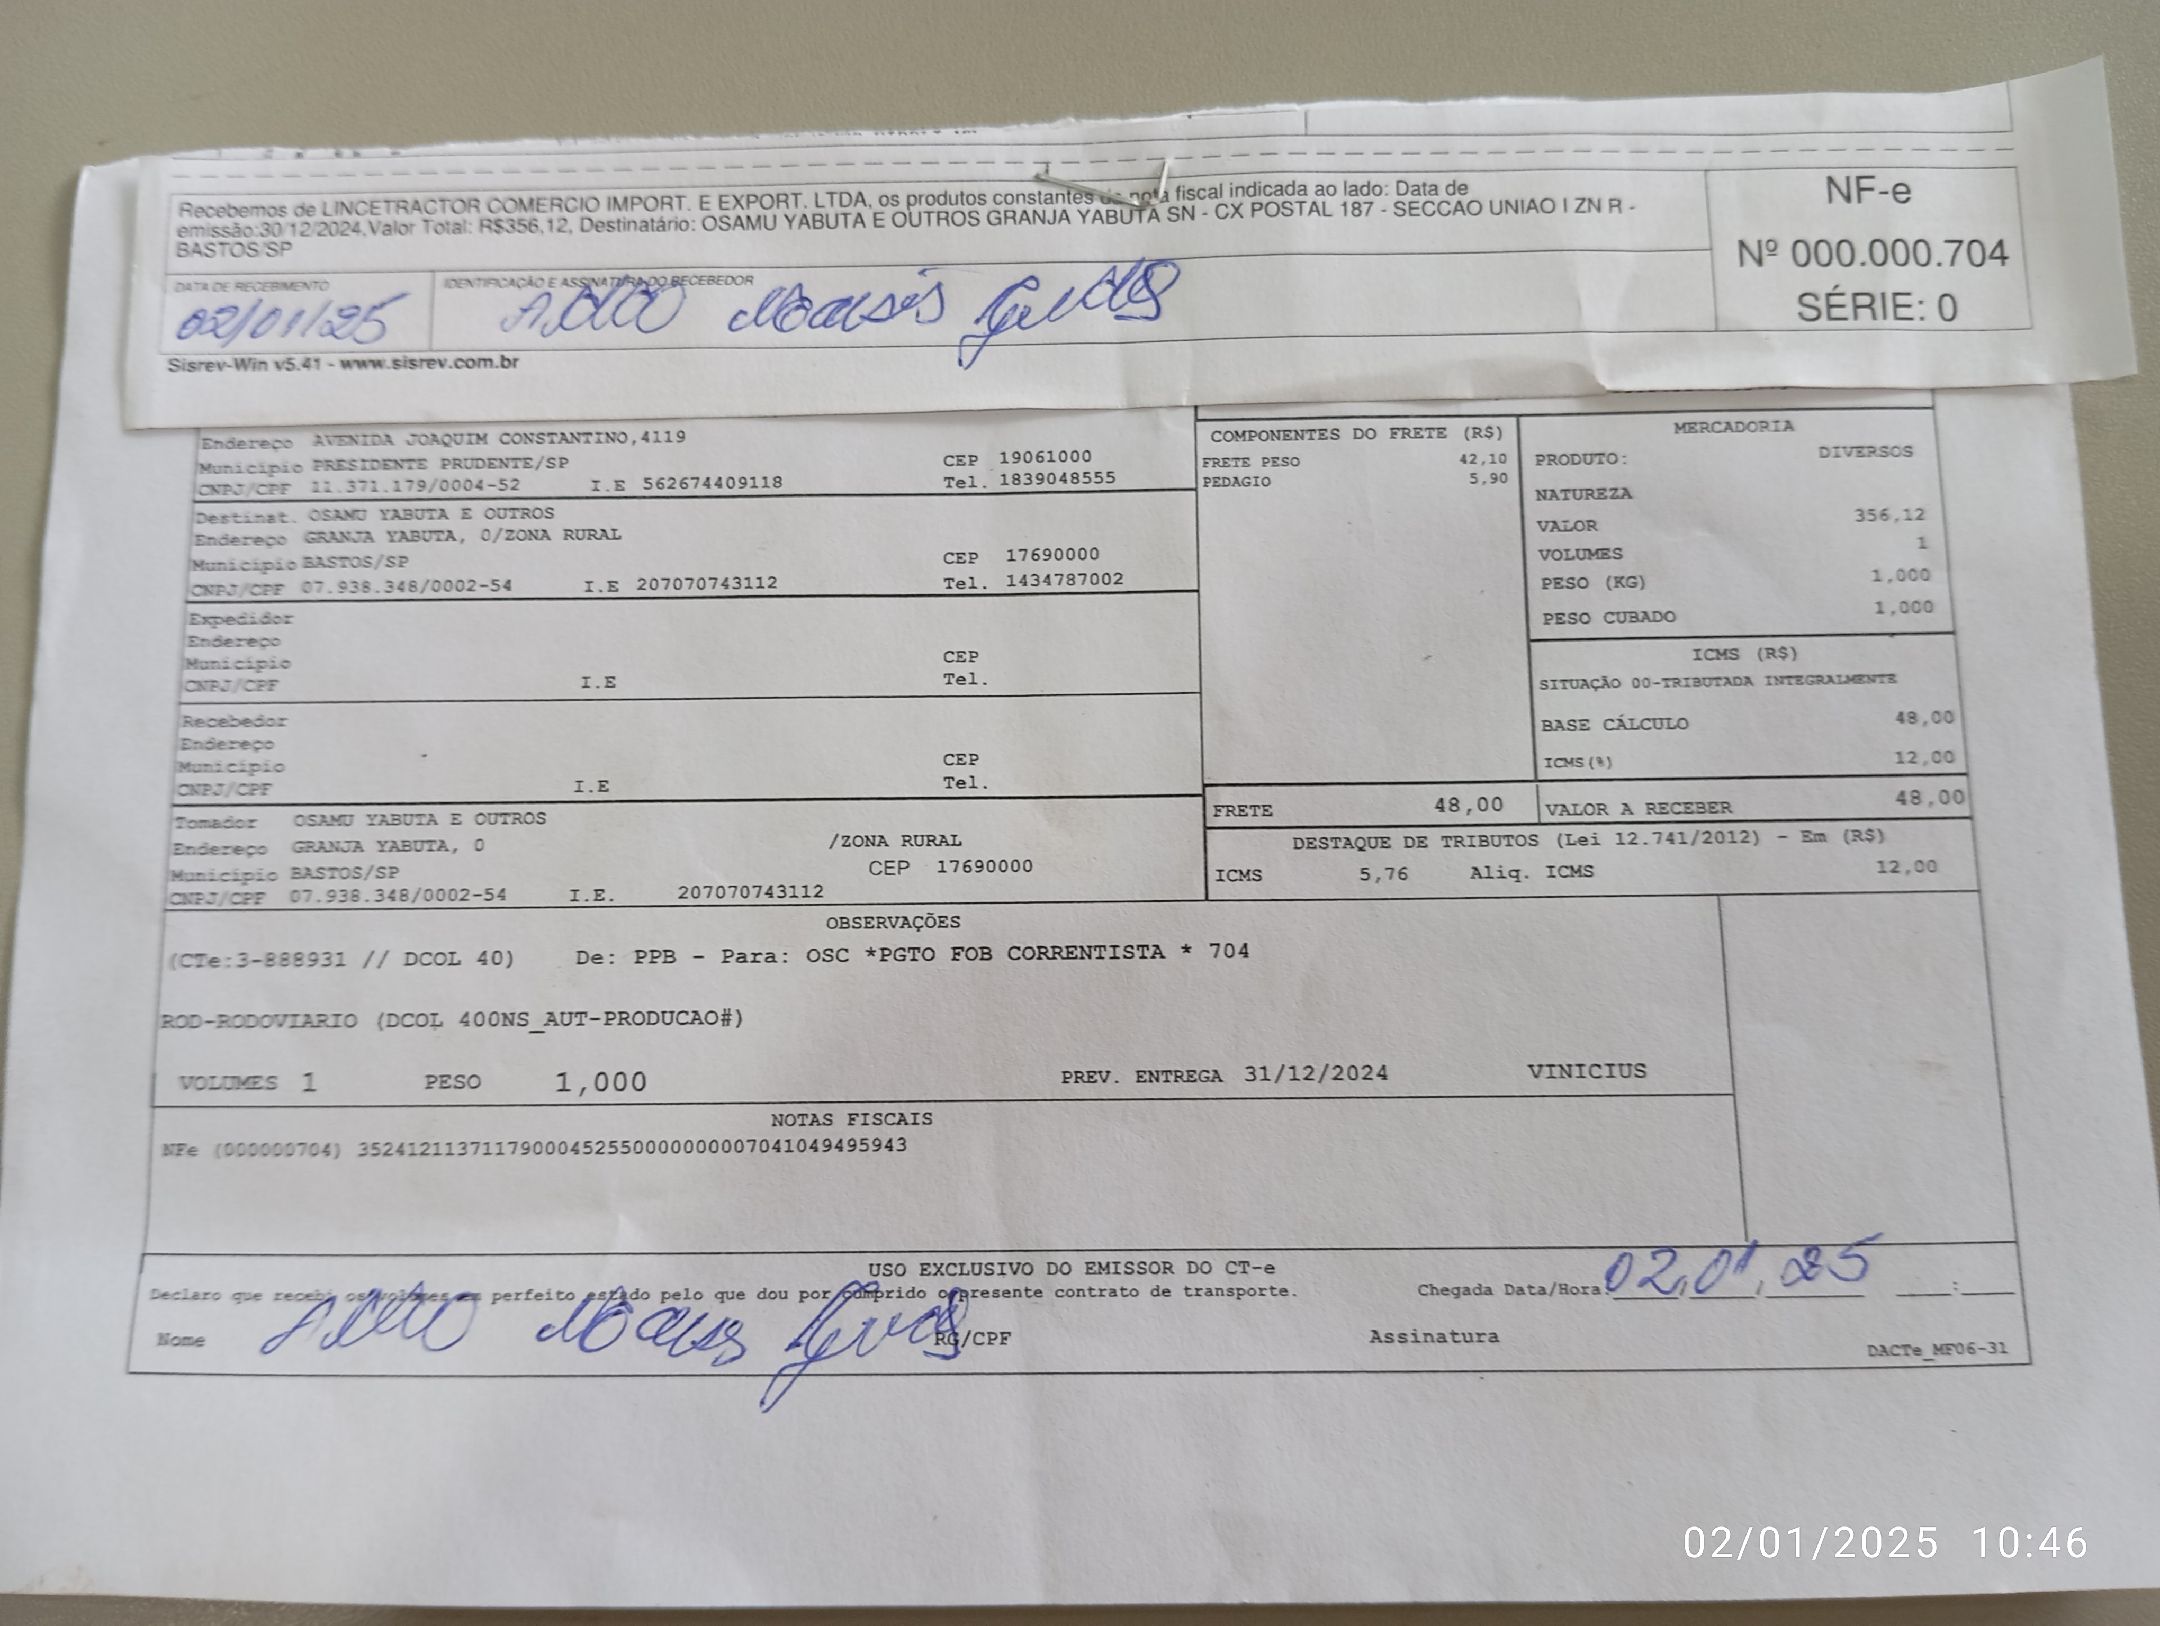 Recebemos de LINCETRACTOR COMERCIO IMPORT. E EXPORT. LTDA, os produtos constantes da nota fiscal indicada ao lado: Data de
emissão:30/12/2024,Valor Total: R$356,12, Destinatário: OSAMU YABUTA E OUTROS GRANJA YABUTA SN - CX POSTAL 187 - SECCAO UNIAO I ZN R -
BASTOS/SP
NF-e
Nº 000.000.704
SÉRIE: 0
DATA DE RECEBIMENTO
02/01/25
IDENTIFICAÇÃO E ASSINATURA DO RECEBEDOR
Sisrev-Win v5.41 - www.sisrev.com.br
Endereço AVENIDA JOAQUIM CONSTANTINO,4119
Município PRESIDENTE PRUDENTE/SP CEP 19061000
CNPJ/CPF 11.371.179/0004-52 I.E 562674409118 Tel. 1839048555
Destinat. OSAMU YABUTA E OUTROS
Endereço GRANJA YABUTA, 0/ZONA RURAL
Município BASTOS/SP CEP 17690000
CNPJ/CPF 07.938.348/0002-54 I.E 207070743112 Tel. 1434787002
Expedidor
Endereço
Município CEP
CNPJ/CPF I.E Tel.
Recebedor
Endereço
Município CEP
CNPJ/CPF I.E Tel.
Tomador OSAMU YABUTA E OUTROS
Endereço GRANJA YABUTA, 0 /ZONA RURAL
Município BASTOS/SP CEP 17690000
CNPJ/CPF 07.938.348/0002-54 I.E. 207070743112
COMPONENTES DO FRETE (R$)
FRETE PESO 42,10
PEDAGIO 5,90
MERCADORIA
PRODUTO: DIVERSOS
NATUREZA
VALOR 356,12
VOLUMES 1
PESO (KG) 1,000
PESO CUBADO 1,000
ICMS (R$)
SITUAÇÃO 00-TRIBUTADA INTEGRALMENTE
BASE CÁLCULO 48,00
ICMS(%) 12,00
FRETE 48,00 VALOR A RECEBER 48,00
DESTAQUE DE TRIBUTOS (Lei 12.741/2012) - Em (R$)
ICMS 5,76 Aliq. ICMS 12,00
OBSERVAÇÕES
(CTe:3-888931 // DCOL 40) De: PPB - Para: OSC *PGTO FOB CORRENTISTA * 704
ROD-RODOVIARIO (DCOL 400NS_AUT-PRODUCAO#)
VOLUMES 1 PESO 1,000 PREV. ENTREGA 31/12/2024 VINICIUS
NOTAS FISCAIS
NFe (000000704) 35241211371179000452550000000007041049495943
USO EXCLUSIVO DO EMISSOR DO CT-e
Declaro que recebi os volumes em perfeito estado pelo que dou por cumprido o presente contrato de transporte.
Chegada Data/Hora 02,01,25 :
Nome RG/CPF Assinatura
DACTe_MF06-31
02/01/2025 10:46